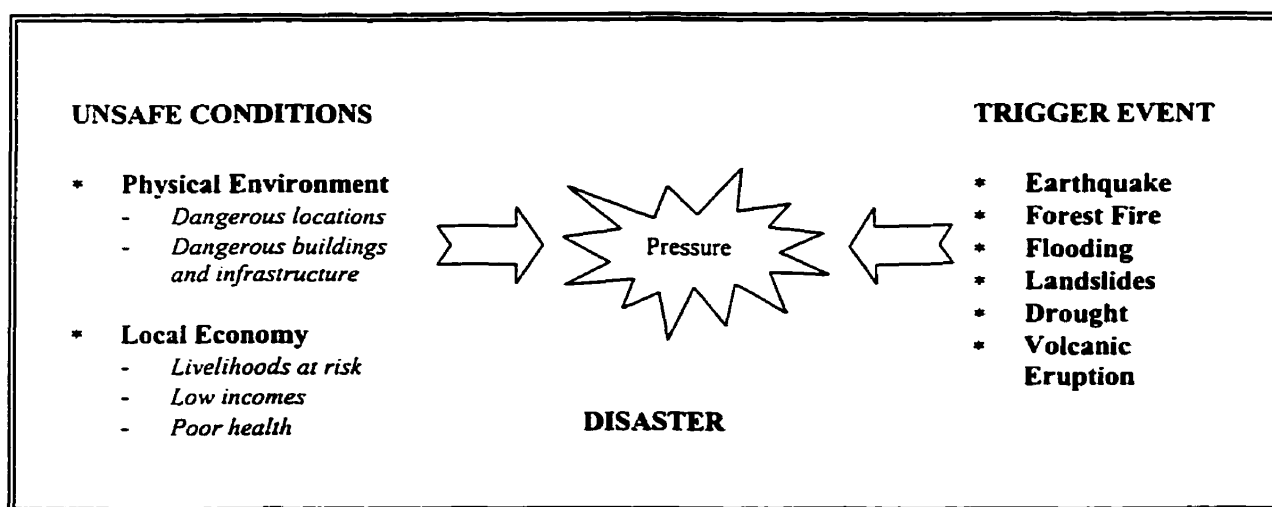 UNSAFE CONDITIONS
* Physical Environment
- Dangerous locations
- Dangerous buildings
and infrastructure
* Local Economy
- Livelihoods at risk
- Low incomes
- Poor health
Pressure
DISASTER
TRIGGER EVENT
* Earthquake
* Forest Fire
* Flooding
* Landslides
* Drought
* Volcanic
Eruption